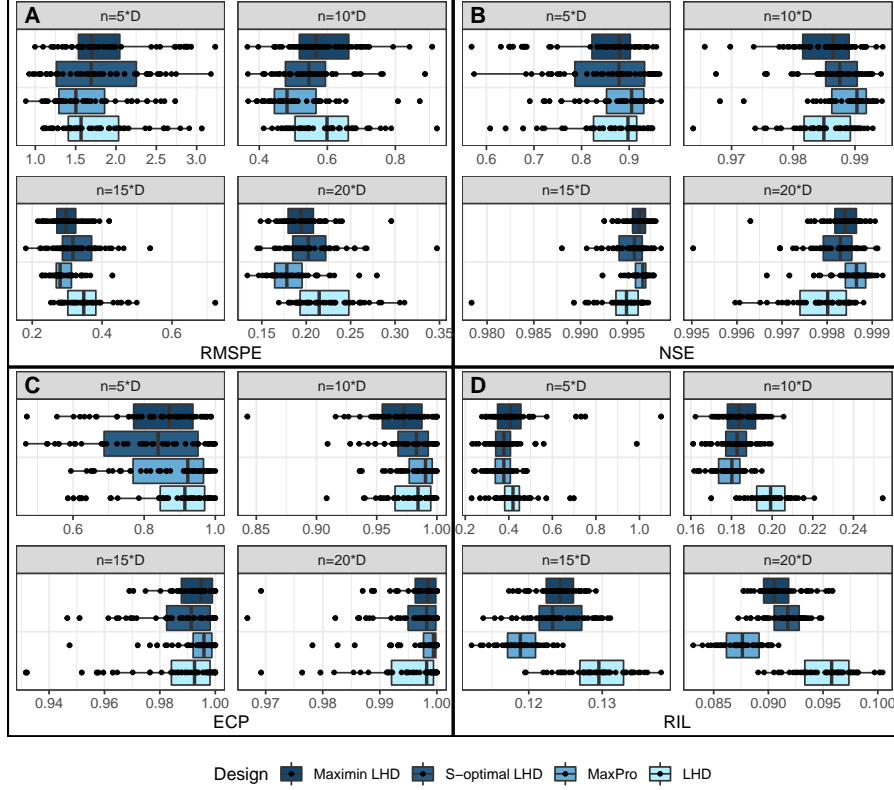 A
n=5*D
n=10*D
1.0 1.5 2.0 2.5 3.0
0.4 0.6 0.8
n=15*D
n=20*D
0.2 0.4 0.6
0.15 0.20 0.25 0.30 0.35
RMSPE
B
n=5*D
n=10*D
0.6 0.7 0.8 0.9
0.97 0.98 0.99
n=15*D
n=20*D
0.980 0.985 0.990 0.995
0.995 0.996 0.997 0.998 0.999
NSE
C
n=5*D
n=10*D
0.6 0.8 1.0
0.85 0.90 0.95 1.00
n=15*D
n=20*D
0.94 0.96 0.98 1.00
0.97 0.98 0.99 1.00
ECP
D
n=5*D
n=10*D
0.2 0.4 0.6 0.8 1.0
0.16 0.18 0.20 0.22 0.24
n=15*D
n=20*D
0.12 0.13
0.085 0.090 0.095 0.100
RIL
Design Maximin LHD S-optimal LHD MaxPro LHD